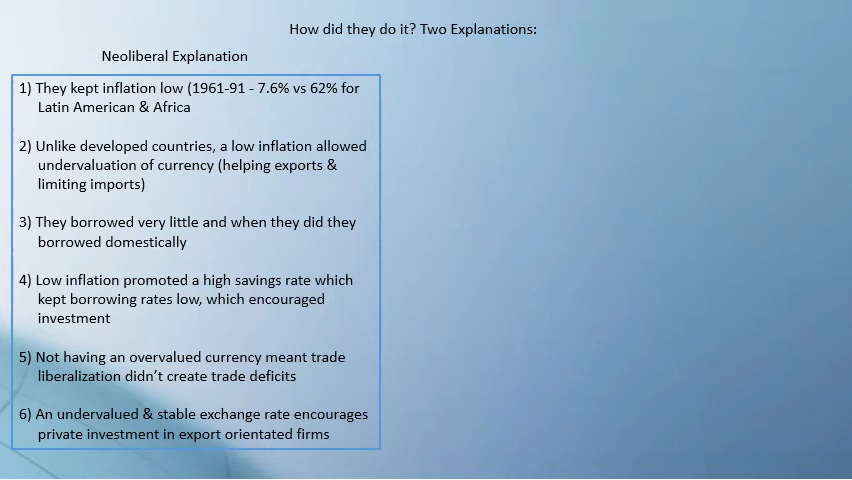 How did they do it? Two Explanations:
Neoliberal Explanation
1) They kept inflation low (1961-91 - 7.6% vs 62% for
Latin American & Africa
2) Unlike developed countries, a low inflation allowed
undervaluation of currency (helping exports &
limiting imports)
3) They borrowed very little and when they did they
borrowed domestically
4) Low inflation promoted a high savings rate which
kept borrowing rates low, which encouraged
investment
5) Not having an overvalued currency meant trade
liberalization didn’t create trade deficits
6) An undervalued & stable exchange rate encourages
private investment in export orientated firms